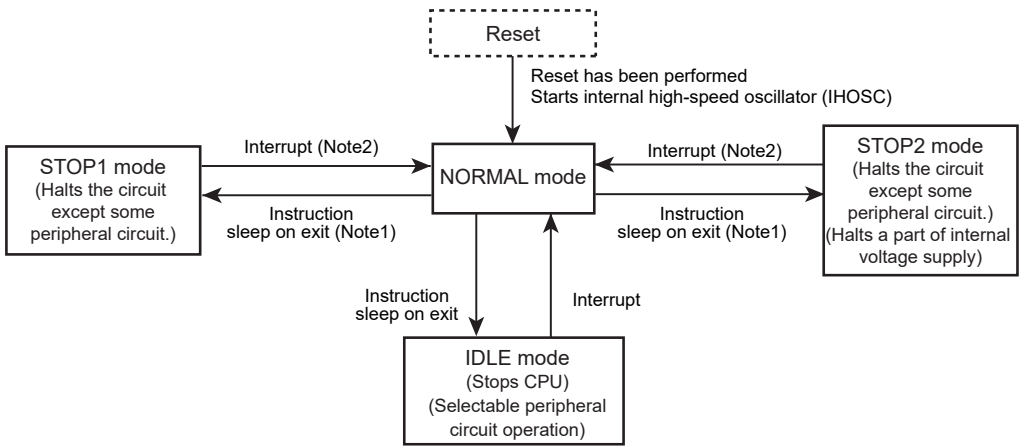 Reset
Reset has been performed
Starts internal high-speed oscillator (IHOSC)
STOP1 mode
(Halts the circuit
except some
peripheral circuit.)
Interrupt (Note2)
Instruction
sleep on exit (Note1)
NORMAL mode
Interrupt (Note2)
Instruction
sleep on exit (Note1)
STOP2 mode
(Halts the circuit
except some
peripheral circuit.)
(Halts a part of internal
voltage supply)
Instruction
sleep on exit
Interrupt
IDLE mode
(Stops CPU)
(Selectable peripheral
circuit operation)